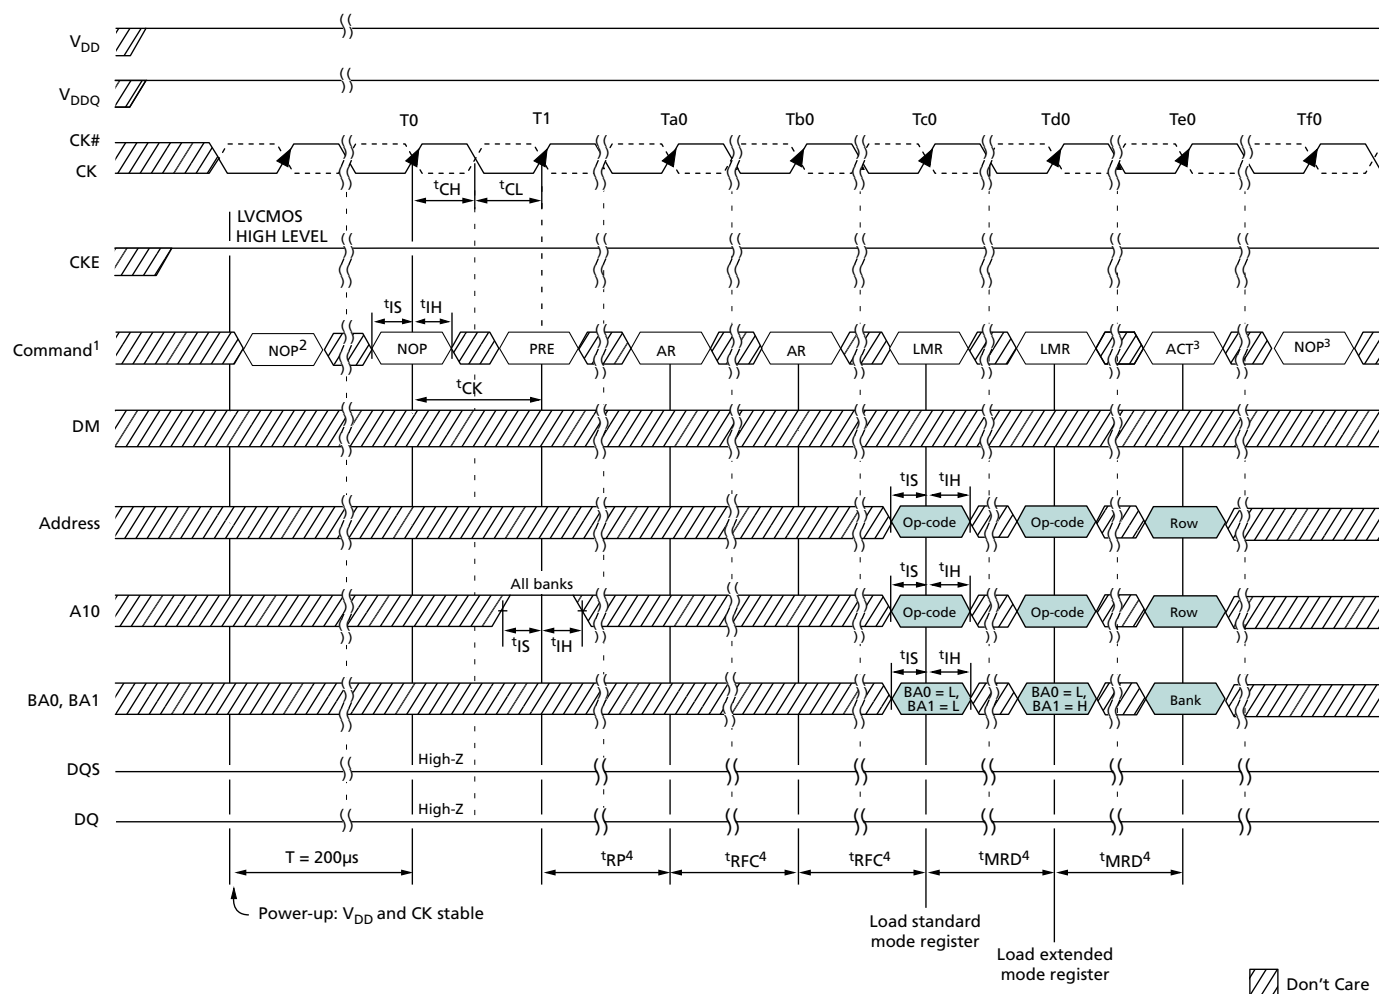 VDD
VDDQ
T0 T1 Ta0 Tb0 Tc0 Td0 Te0 Tf0
CK#
CK
tCH tCL
LVCMOS
HIGH LEVEL
CKE
tIS tIH
Command1 NOP2 NOP PRE AR AR LMR LMR ACT3 NOP3
tCK
DM
tIS tIH
Address Op-code Op-code Row
tIS tIH
All banks
A10 Op-code Op-code Row
tIS tIH
tIS tIH
BA0, BA1 BA0 = L, BA1 = L BA0 = L, BA1 = H Bank
High-Z
DQS
High-Z
DQ
T = 200µs tRP4 tRFC4 tRFC4 tMRD4 tMRD4
Power-up: VDD and CK stable
Load standard
mode register
Load extended
mode register
Don't Care